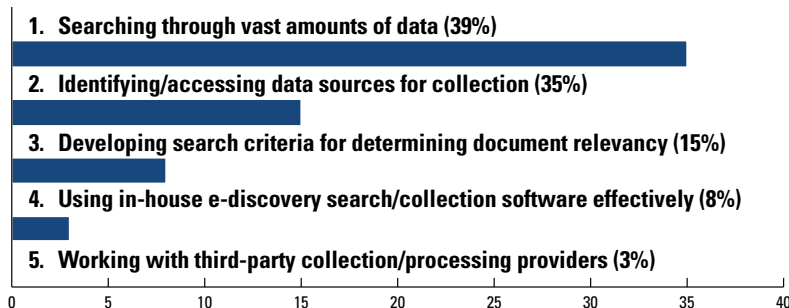 1. Searching through vast amounts of data (39%)
2. Identifying/accessing data sources for collection (35%)
3. Developing search criteria for determining document relevancy (15%)
4. Using in-house e-discovery search/collection software effectively (8%)
5. Working with third-party collection/processing providers (3%)
0 5 10 15 20 25 30 35 40